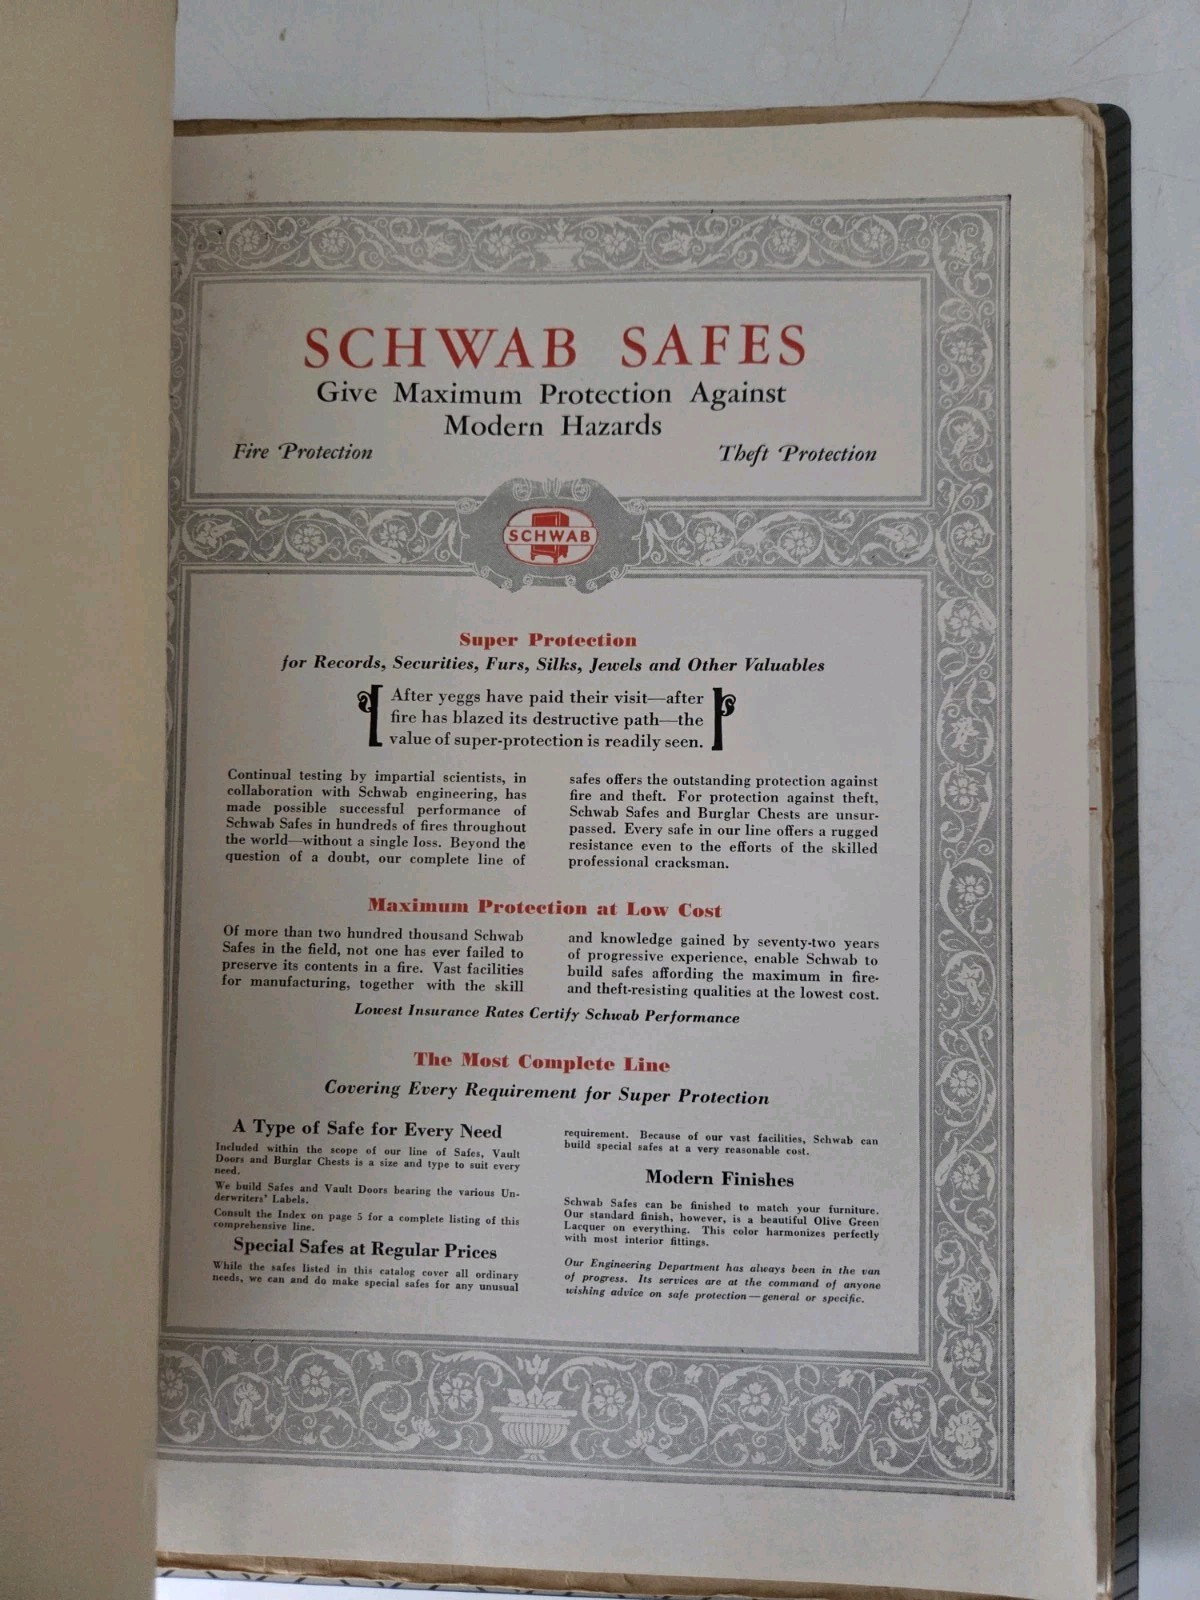 SCHWAB SAFES
Give Maximum Protection Against
Modern Hazards
Fire Protection
Theft Protection
SCHWAB
Super Protection
for Records, Securities, Furs, Silks, Jewels and Other Valuables
After yeggs have paid their visit—after
fire has blazed its destructive path—the
value of super-protection is readily seen.
Continual testing by impartial scientists, in
collaboration with Schwab engineering, has
made possible successful performance of
Schwab Safes in hundreds of fires throughout
the world—without a single loss. Beyond the
question of a doubt, our complete line of
safes offers the outstanding protection against
fire and theft. For protection against theft,
Schwab Safes and Burglar Chests are unsur-
passed. Every safe in our line offers a rugged
resistance even to the efforts of the skilled
professional cracksman.
Maximum Protection at Low Cost
Of more than two hundred thousand Schwab
Safes in the field, not one has ever failed to
preserve its contents in a fire. Vast facilities
for manufacturing, together with the skill
and knowledge gained by seventy-two years
of progressive experience, enable Schwab to
build safes affording the maximum in fire-
and theft-resisting qualities at the lowest cost.
Lowest Insurance Rates Certify Schwab Performance
The Most Complete Line
Covering Every Requirement for Super Protection
A Type of Safe for Every Need
Included within the scope of our line of Safes, Vault
Doors and Burglar Chests is a size and type to suit every
need.
We build Safes and Vault Doors bearing the various Un-
derwriters' Labels.
Consult the Index on page 5 for a complete listing of this
comprehensive line.
Special Safes at Regular Prices
While the safes listed in this catalog cover all ordinary
needs, we can and do make special safes for any unusual
requirement. Because of our vast facilities, Schwab can
build special safes at a very reasonable cost.
Modern Finishes
Schwab Safes can be finished to match your furniture.
Our standard finish, however, is a beautiful Olive Green
Lacquer on everything. This color harmonizes perfectly
with most interior fittings.
Our Engineering Department has always been in the van
of progress. Its services are at the command of anyone
wishing advice on safe protection—general or specific.